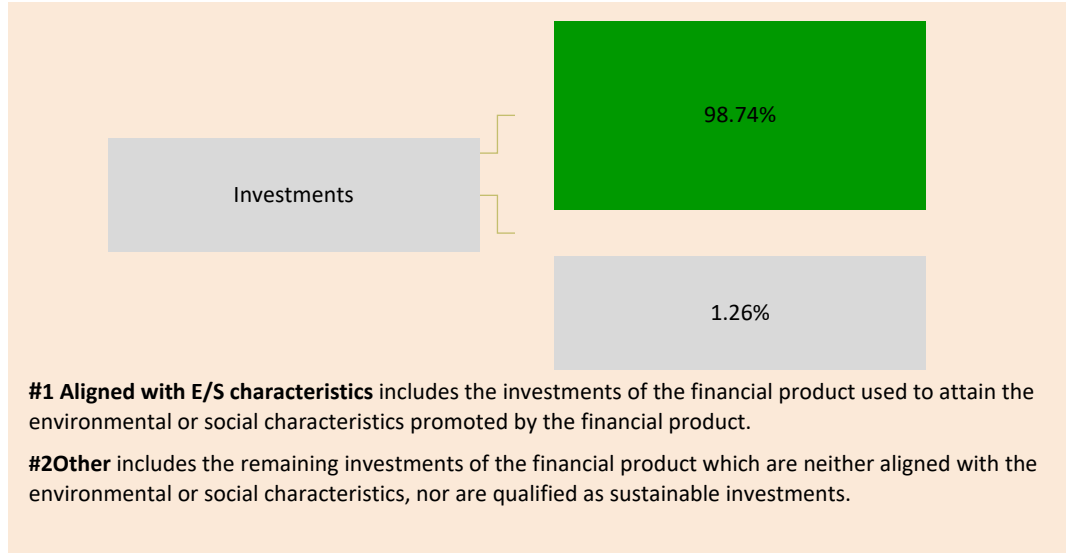 98.74%
Investments
1.26%
#1 Aligned with E/S characteristics includes the investments of the financial product used to attain the
environmental or social characteristics promoted by the financial product.
#2Other includes the remaining investments of the financial product which are neither aligned with the
environmental or social characteristics, nor are qualified as sustainable investments.